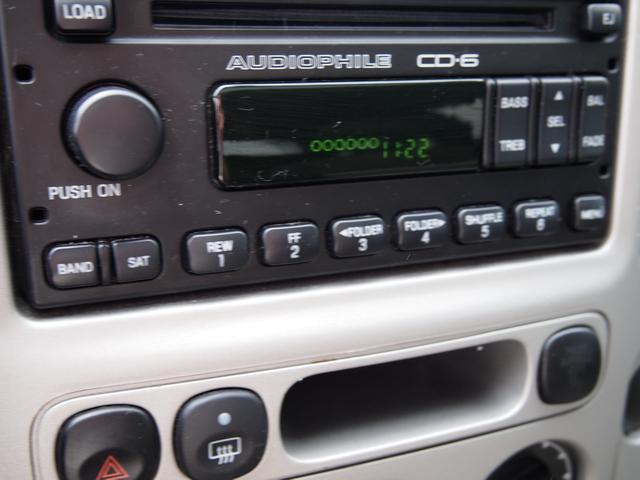 LOAD
EJ
AUDIOPHILE CD·6
BASS
TREB
SEL
BAL
FADE
000000 11:22
PUSH ON
BAND
SAT
REW
1
FF
2
FOLDER
3
FOLDER
4
SHUFFLE
5
REPEAT
6
MENU